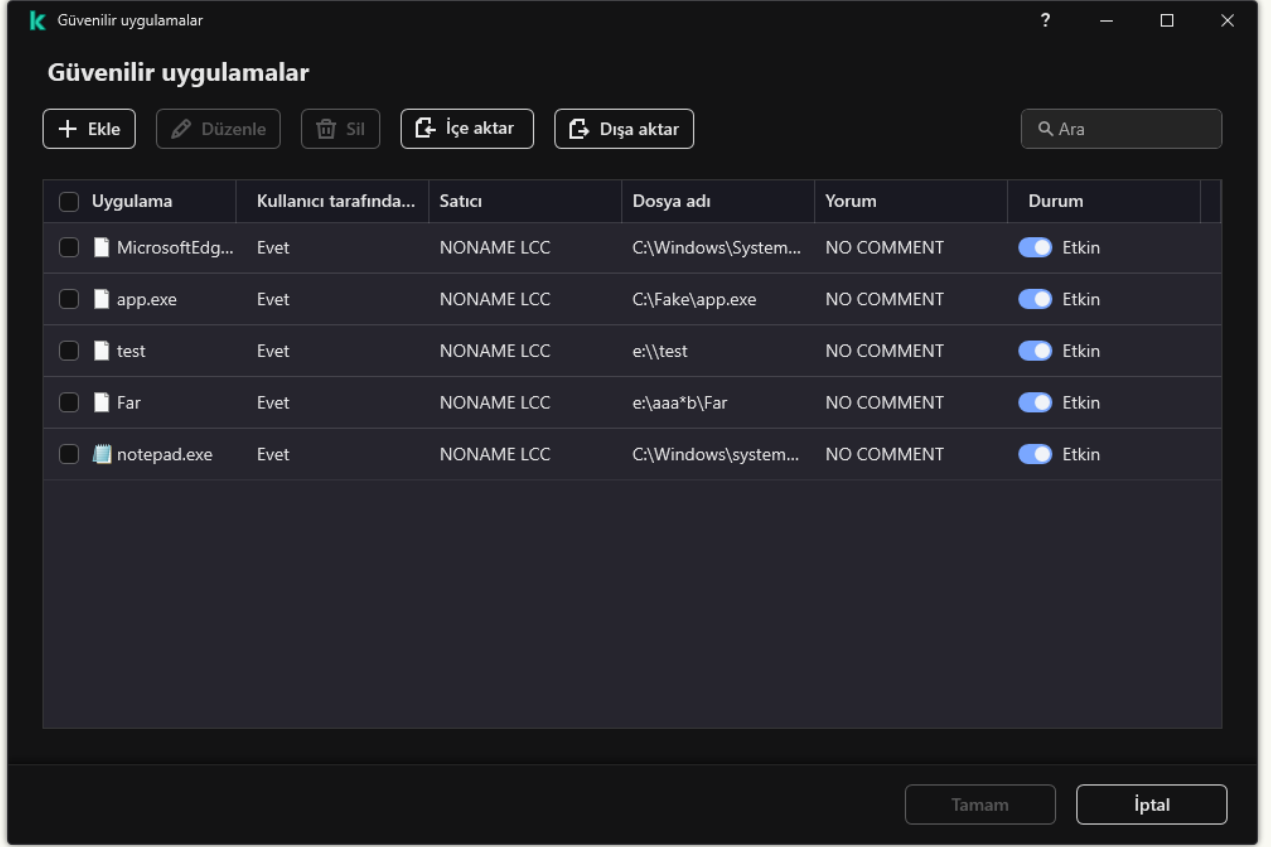 Güvenilir uygulamalar
?
Güvenilir uygulamalar
+ Ekle Düzenle Sil İçe aktar Dışa aktar Ara
Uygulama Kullanıcı tarafında... Satıcı Dosya adı Yorum Durum
MicrosoftEdg... Evet NONAME LCC C:\Windows\System... NO COMMENT Etkin
app.exe Evet NONAME LCC C:\Fake\app.exe NO COMMENT Etkin
test Evet NONAME LCC e:\\test NO COMMENT Etkin
Far Evet NONAME LCC e:\aaa*b\Far NO COMMENT Etkin
notepad.exe Evet NONAME LCC C:\Windows\system... NO COMMENT Etkin
Tamam İptal